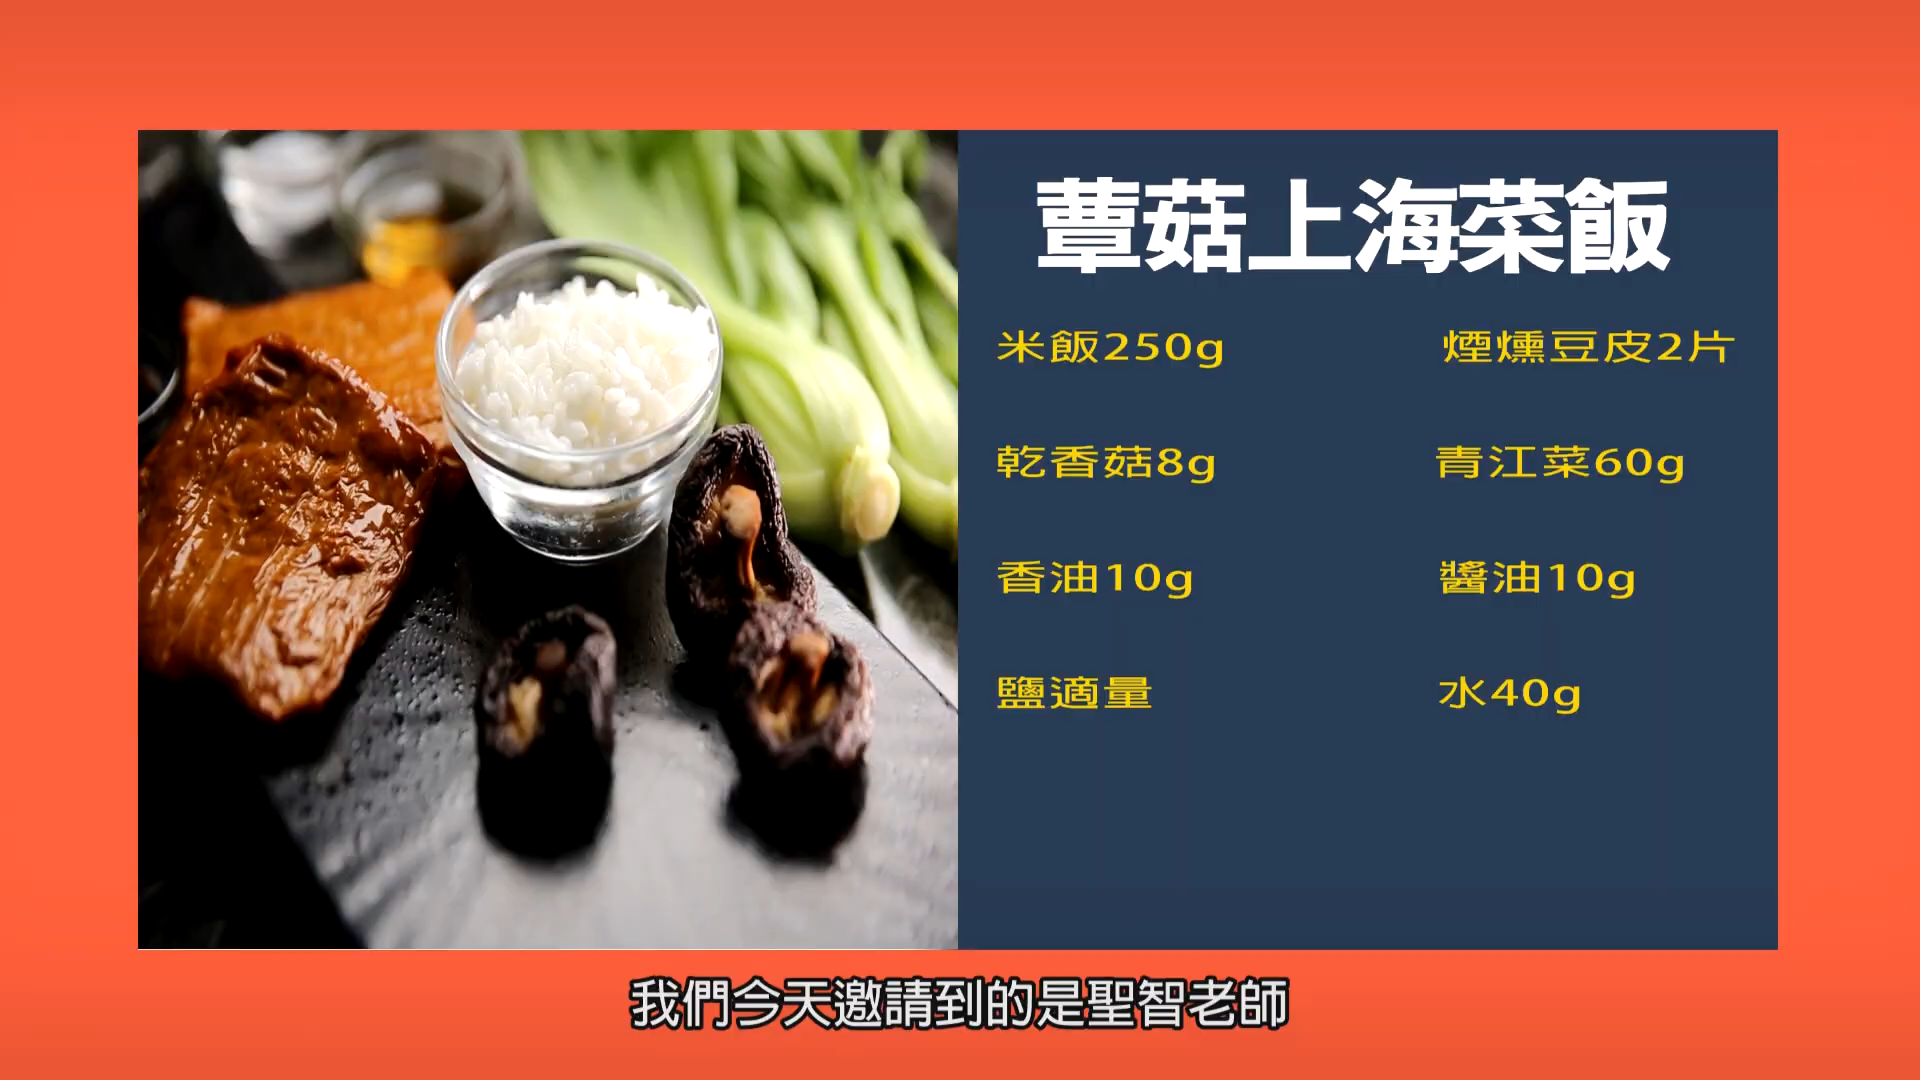 蕈菇上海菜飯
米飯250g
煙燻豆皮2片
乾香菇8g
青江菜60g
香油10g
醬油10g
鹽適量
水40g
我們今天邀請到的是聖智老師